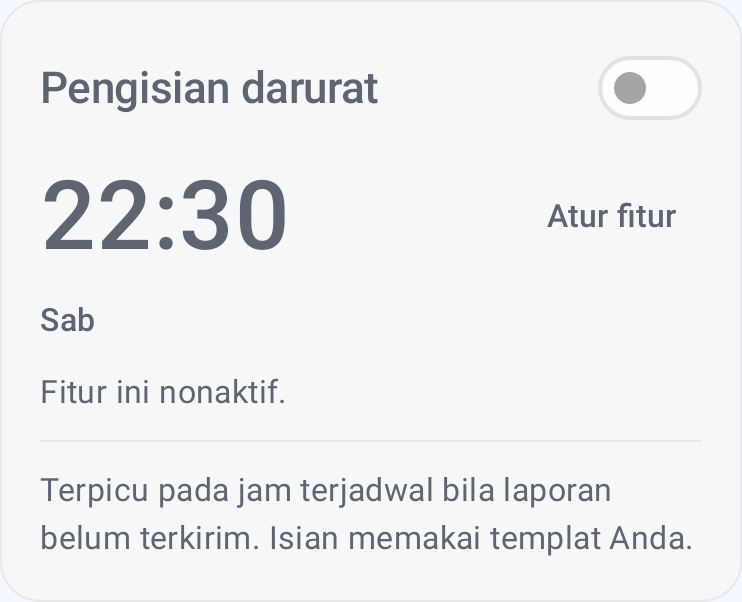 Pengisian darurat
22:30
Atur fitur
Sab
Fitur ini nonaktif.
Terpicu pada jam terjadwal bila laporan
belum terkirim. Isian memakai templat Anda.